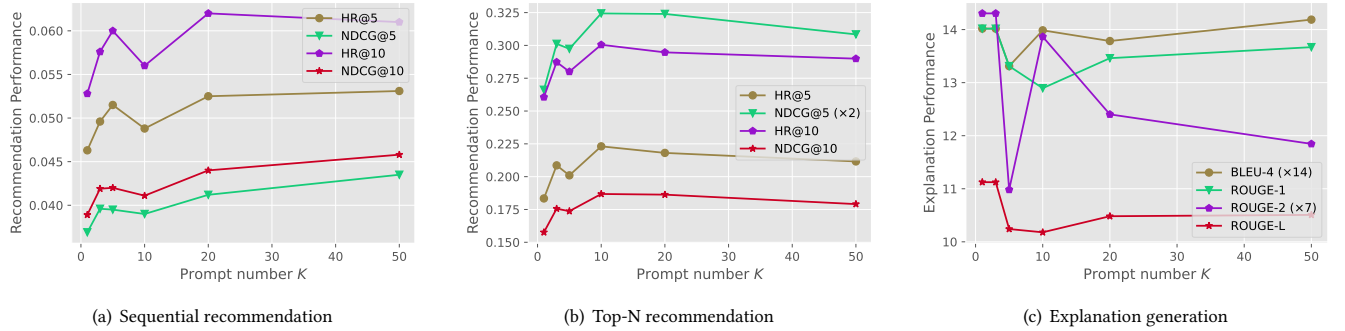 Recommendation Performance
0.060
0.055
0.050
0.045
0.040
0 10 20 30 40 50
Prompt number K
HR@5
NDCG@5
HR@10
NDCG@10
(a) Sequential recommendation
Recommendation Performance
0.325
0.300
0.275
0.250
0.225
0.200
0.175
0.150
0 10 20 30 40 50
Prompt number K
HR@5
NDCG@5 (×2)
HR@10
NDCG@10
(b) Top-N recommendation
Explanation Performance
14
13
12
11
10
0 10 20 30 40 50
Prompt number K
BLEU-4 (×14)
ROUGE-1
ROUGE-2 (×7)
ROUGE-L
(c) Explanation generation